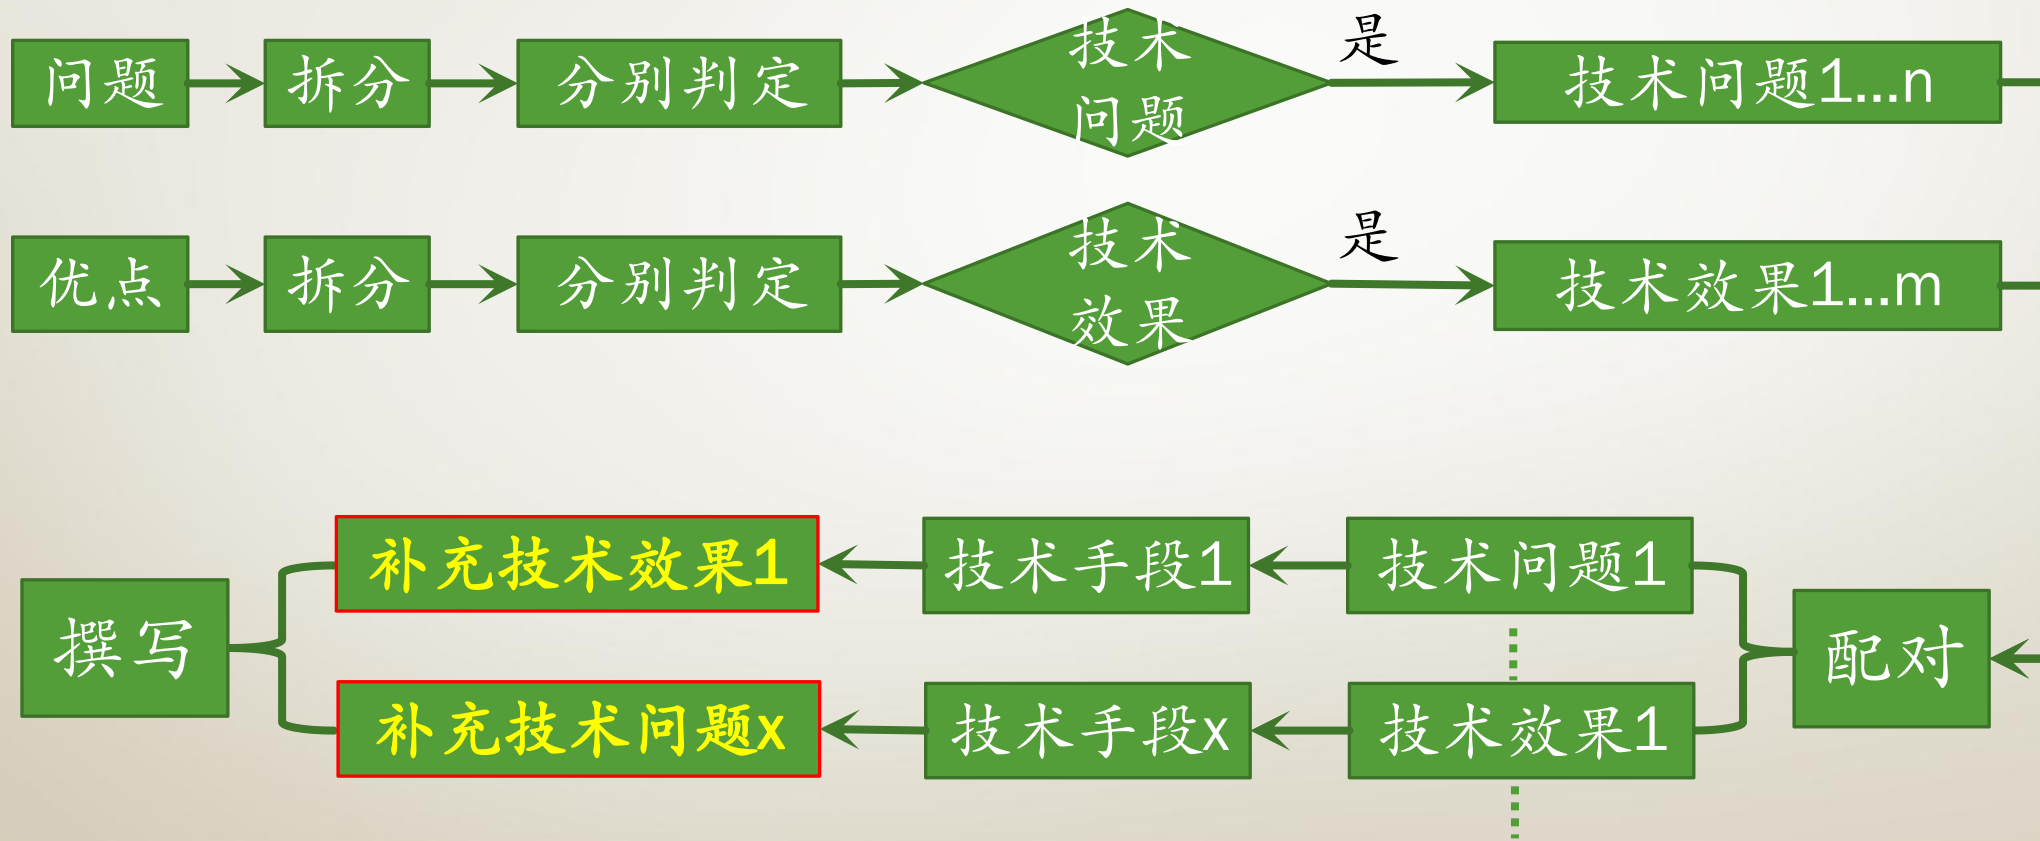 问题
拆分
分别判定
技术
问题
是
技术问题1...n
优点
拆分
分别判定
技术
效果
是
技术效果1...m
补充技术效果1
技术手段1
技术问题1
撰写
配对
补充技术问题x
技术手段x
技术效果1